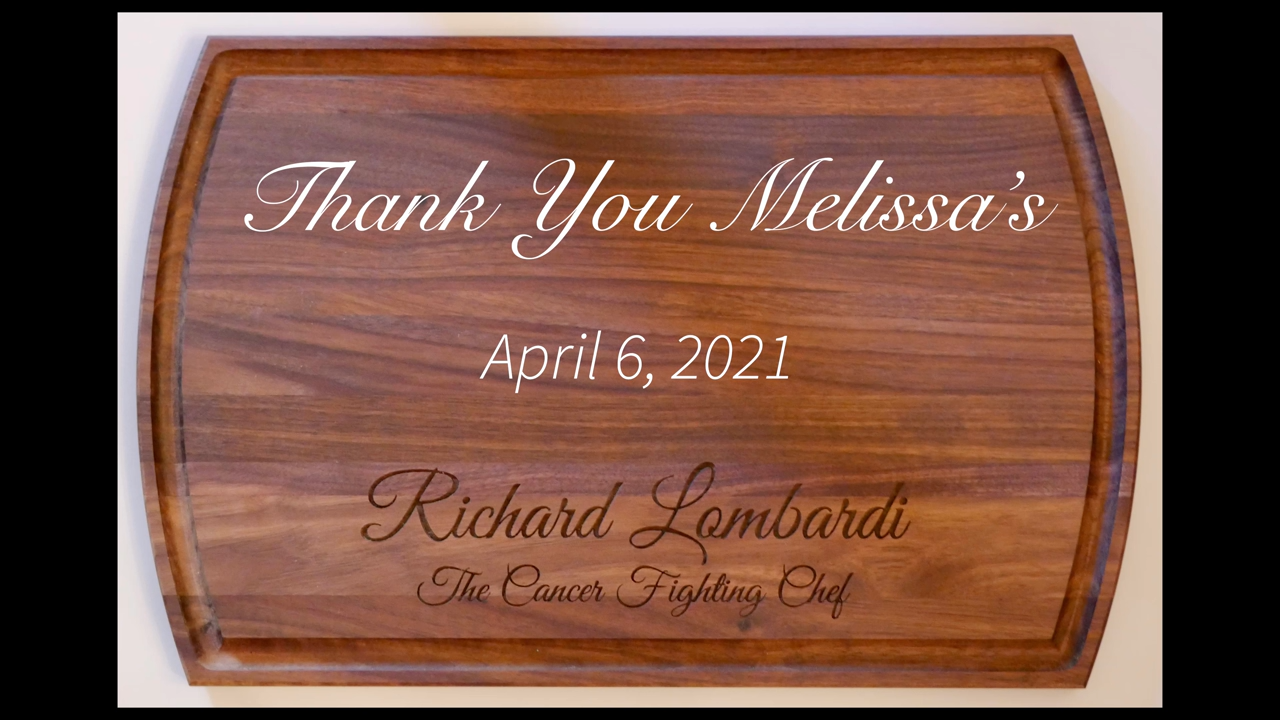 Thank You Melissa's
April 6, 2021
Richard Lombardi
The Cancer Fighting Chef